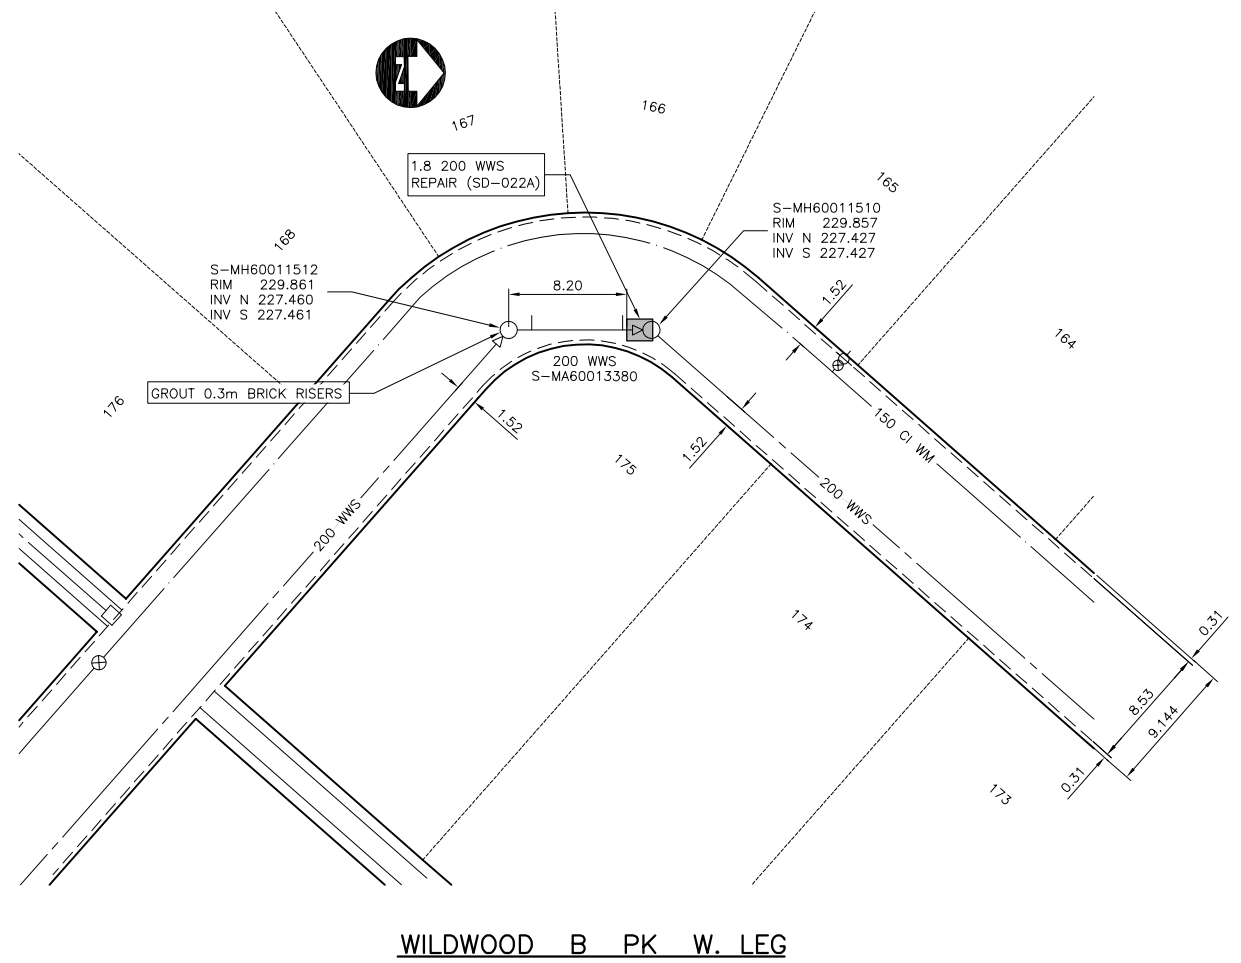 N
167
166
1.8 200 WWS
REPAIR (SD-022A)
165
168
S-MH60011510
RIM 229.857
INV N 227.427
INV S 227.427
S-MH60011512
RIM 229.861
INV N 227.460
INV S 227.461
8.20
1.52
164
200 WWS
S-MA60013380
GROUT 0.3m BRICK RISERS
176
1.52
1.52
150 CI WM
175
200 WWS
200 WWS
174
0.31
8.53
9.144
0.31
173
WILDWOOD B PK W. LEG